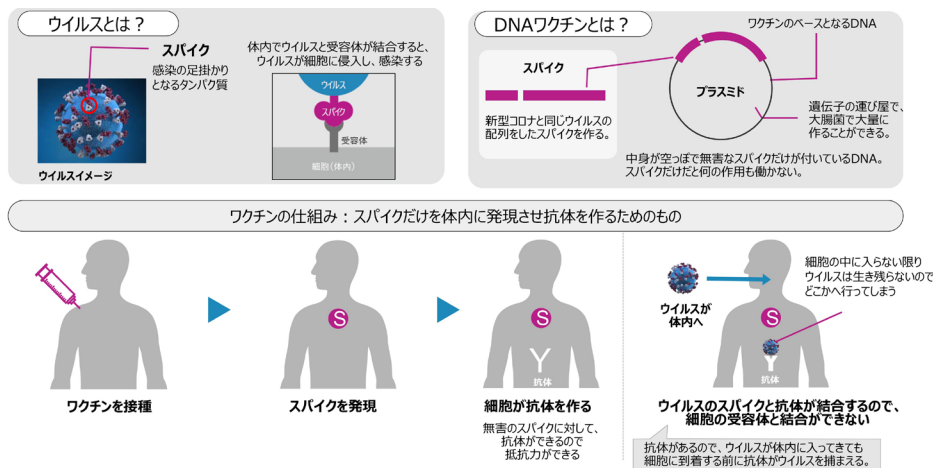 ウイルスとは？
スパイク
感染の足掛かり
となるタンパク質
ウイルスイメージ
体内でウイルスと受容体が結合すると、
ウイルスが細胞に侵入し、感染する
ウイルス
スパイク
受容体
細胞（体内）
DNAワクチンとは？
ワクチンのベースとなるDNA
スパイク
新型コロナと同じウイルスの
配列をしたスパイクを作る。
プラスミド
遺伝子の運び屋で、
大腸菌で大量に
作ることができる。
中身が空っぽで無害なスパイクだけが付いているDNA。
スパイクだけだと何の作用も働かない。
ワクチンの仕組み：スパイクだけを体内に発現させ抗体を作るためのもの
ワクチンを接種
S
スパイクを発現
S
抗体
細胞が抗体を作る
無害のスパイクに対して、
抗体ができるので
抵抗力ができる
ウイルスが
体内へ
細胞の中に入らない限り
ウイルスは生き残らないので
どこかへ行ってしまう
S
抗体
ウイルスのスパイクと抗体が結合するので、
細胞の受容体と結合ができない
抗体があるので、ウイルスが体内に入ってきても
細胞に到着する前に抗体がウイルスを捕まえる。